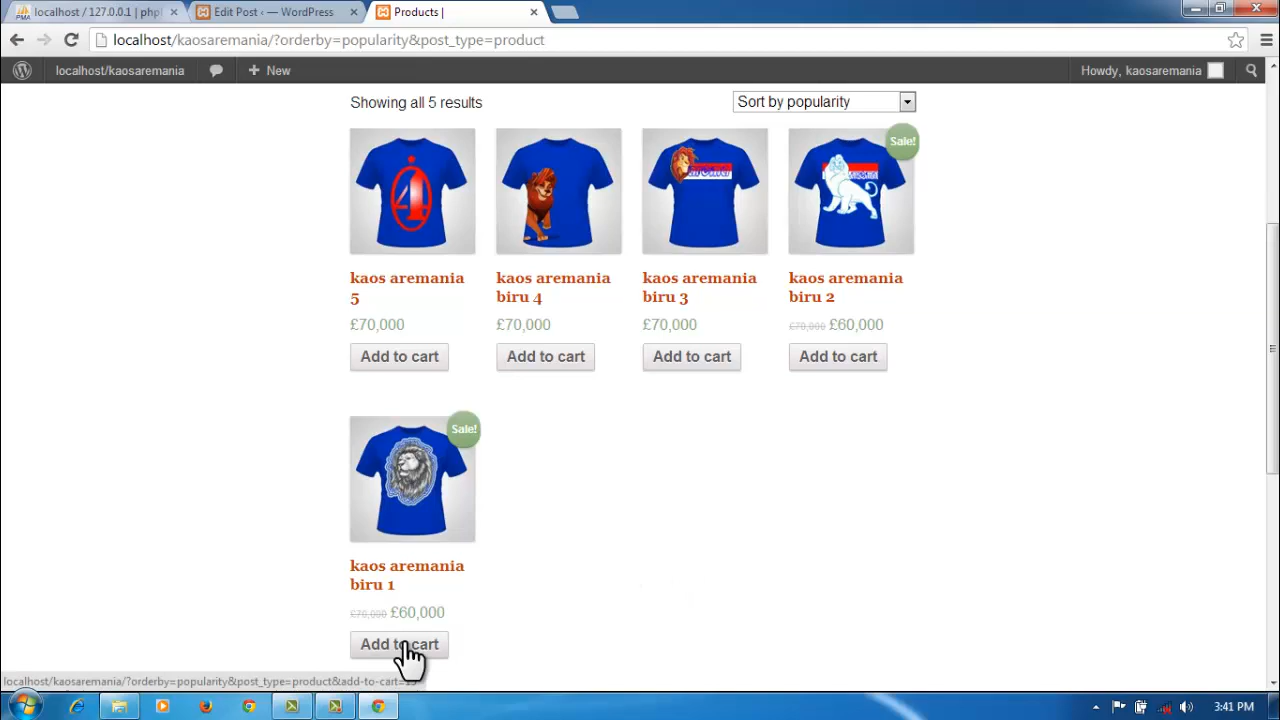 localhost / 127.0.0.1 | phpl
Edit Post ‹ — WordPress
Products |
localhost/kaosaremania/?orderby=popularity&post_type=product
localhost/kaosaremania
New
Howdy, kaosaremania
Showing all 5 results
Sort by popularity
4
Sale!
kaos aremania
5
£70,000
Add to cart
kaos aremania
biru 4
£70,000
Add to cart
kaos aremania
biru 3
£70,000
Add to cart
kaos aremania
biru 2
£70,000 £60,000
Add to cart
Sale!
kaos aremania
biru 1
£70,000 £60,000
Add to cart
localhost/kaosaremania/?orderby=popularity&post_type=product&add-to-cart=
3:41 PM